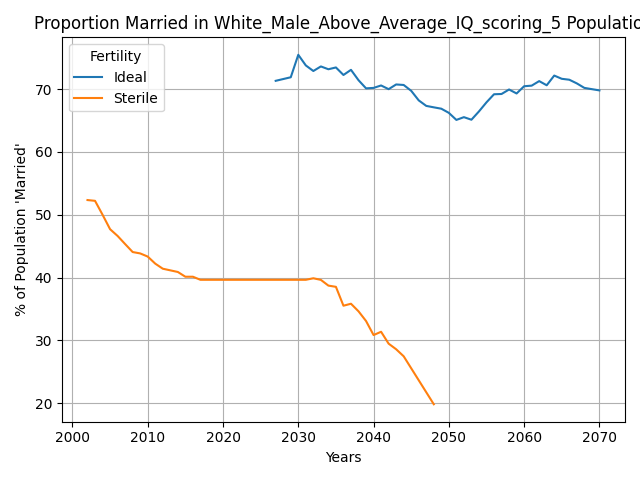 Proportion Married in White_Male_Above_Average_IQ_scoring_5 Populatio
Fertility
Ideal
Sterile
% of Population 'Married'
70
60
50
40
30
20
2000 2010 2020 2030 2040 2050 2060 2070
Years